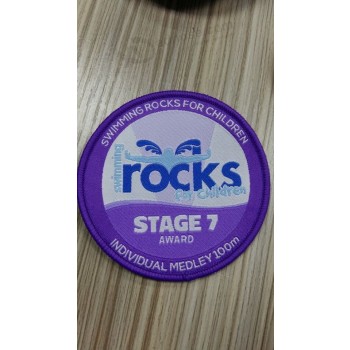 SWIMMING ROCKS FOR CHILDREN
swimming
rocks
for children
STAGE 7
AWARD
INDIVIDUAL MEDLEY 100m